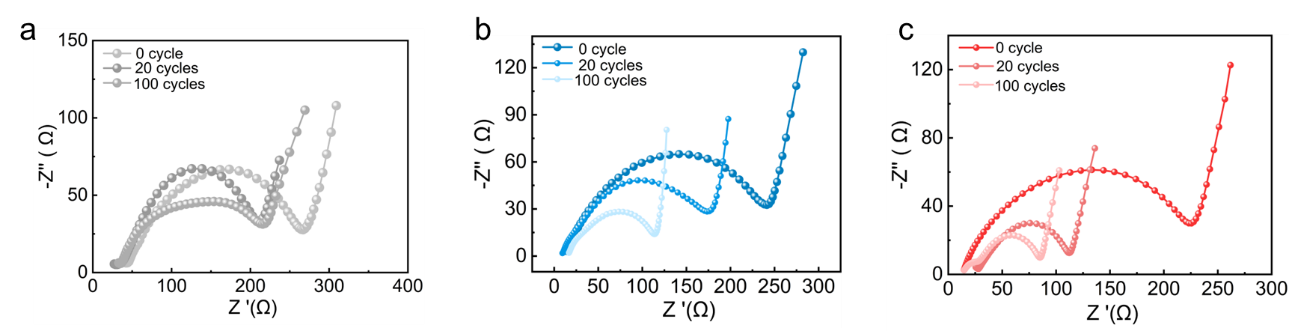 a
150
100
50
0
-Z" ( Ω)
0 cycle
20 cycles
100 cycles
0 100 200 300 400
Z '(Ω)
b
120
90
60
30
0
-Z" ( Ω)
0 cycle
20 cycles
100 cycles
0 50 100 150 200 250 300
Z '(Ω)
c
120
80
40
0
-Z" ( Ω)
0 cycle
20 cycles
100 cycles
0 50 100 150 200 250 300
Z '(Ω)